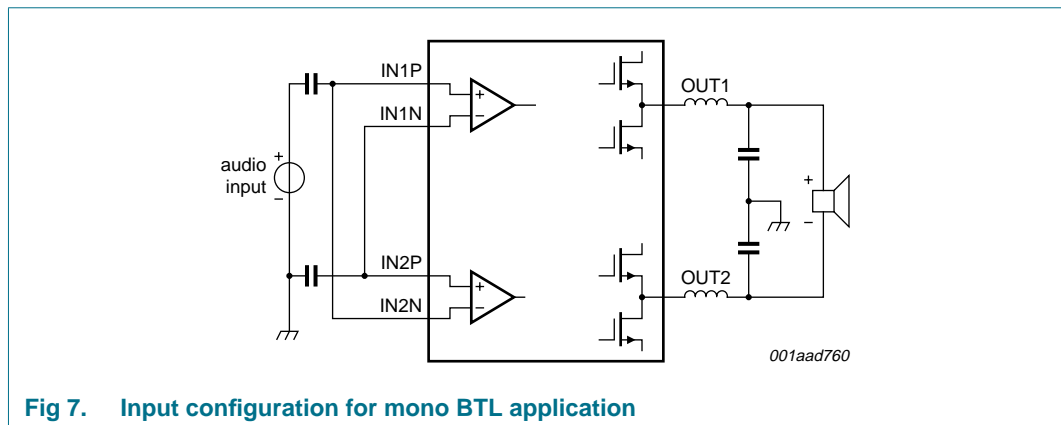 IN1P
OUT1
+
IN1N
−
audio
input
+
−
+
−
IN2P
OUT2
+
IN2N
−
001aad760
Fig 7. Input configuration for mono BTL application